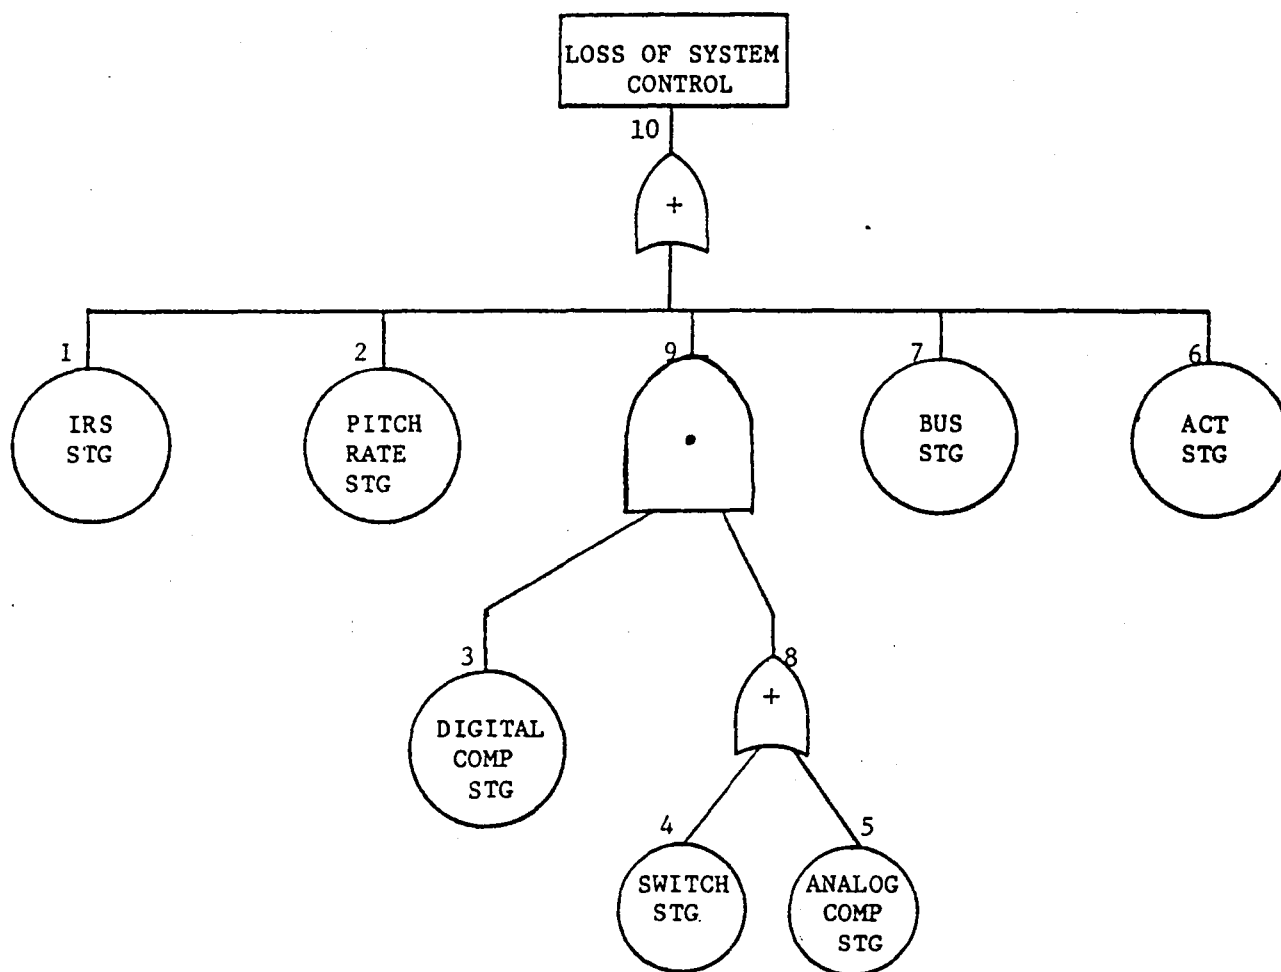 LOSS OF SYSTEM
CONTROL
10
+
1
2
9
7
6
IRS
STG
PITCH
RATE
STG
•
BUS
STG
ACT
STG
3
8
DIGITAL
COMP
STG
+
4
5
SWITCH
STG
ANALOG
COMP
STG